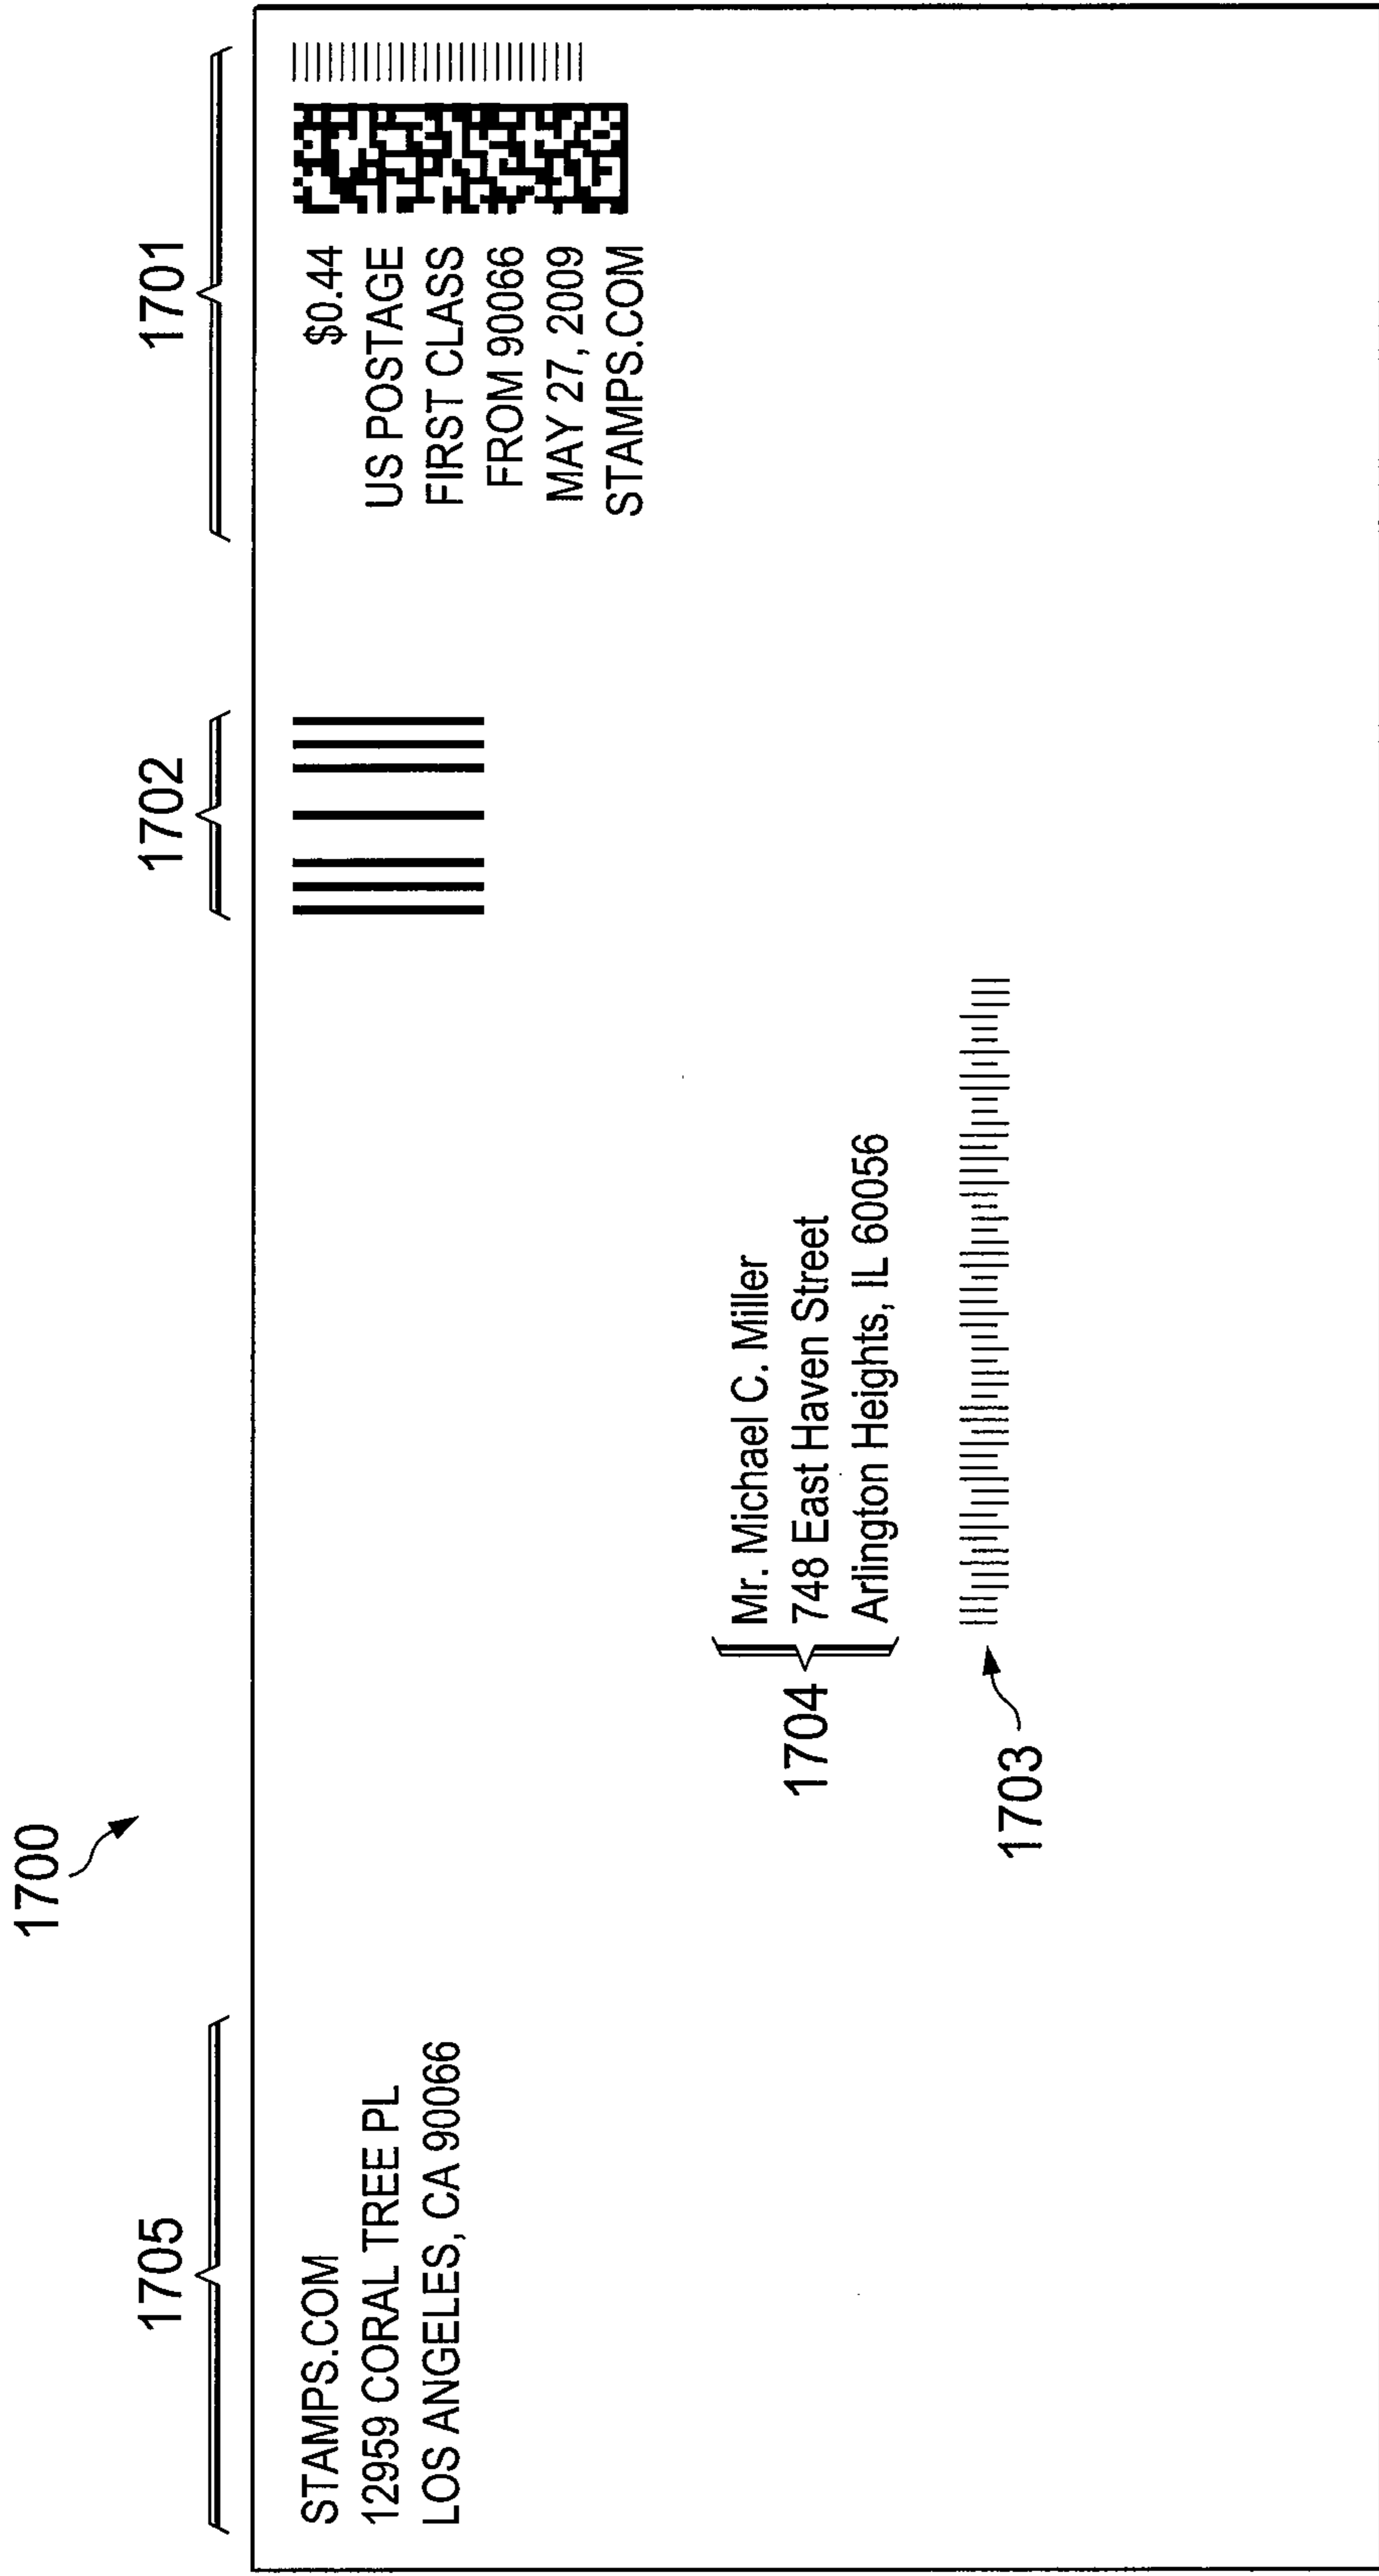 1700
1705
1702
1701
STAMPS.COM
12959 CORAL TREE PL
LOS ANGELES, CA 90066
$0.44
US POSTAGE
FIRST CLASS
FROM 90066
MAY 27, 2009
STAMPS.COM
1704
Mr. Michael C. Miller
748 East Haven Street
Arlington Heights, IL 60056
1703